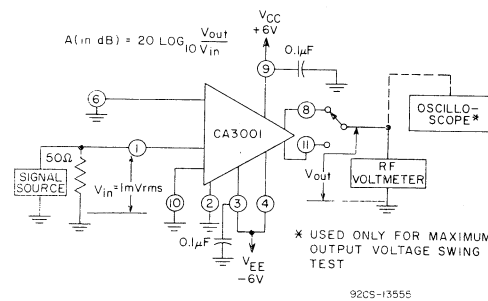 A (in dB) = 20 LOG10 Vout / Vin
VCC
+6V
0.1μF
9
6
CA3001
8
11
OSCILLO-
SCOPE*
50Ω
1
SIGNAL
SOURCE
Vin = 1mVrms
Vout
RF
VOLTMETER
10
2
3
4
0.1μF
VEE
-6V
* USED ONLY FOR MAXIMUM
OUTPUT VOLTAGE SWING
TEST
92CS-13555